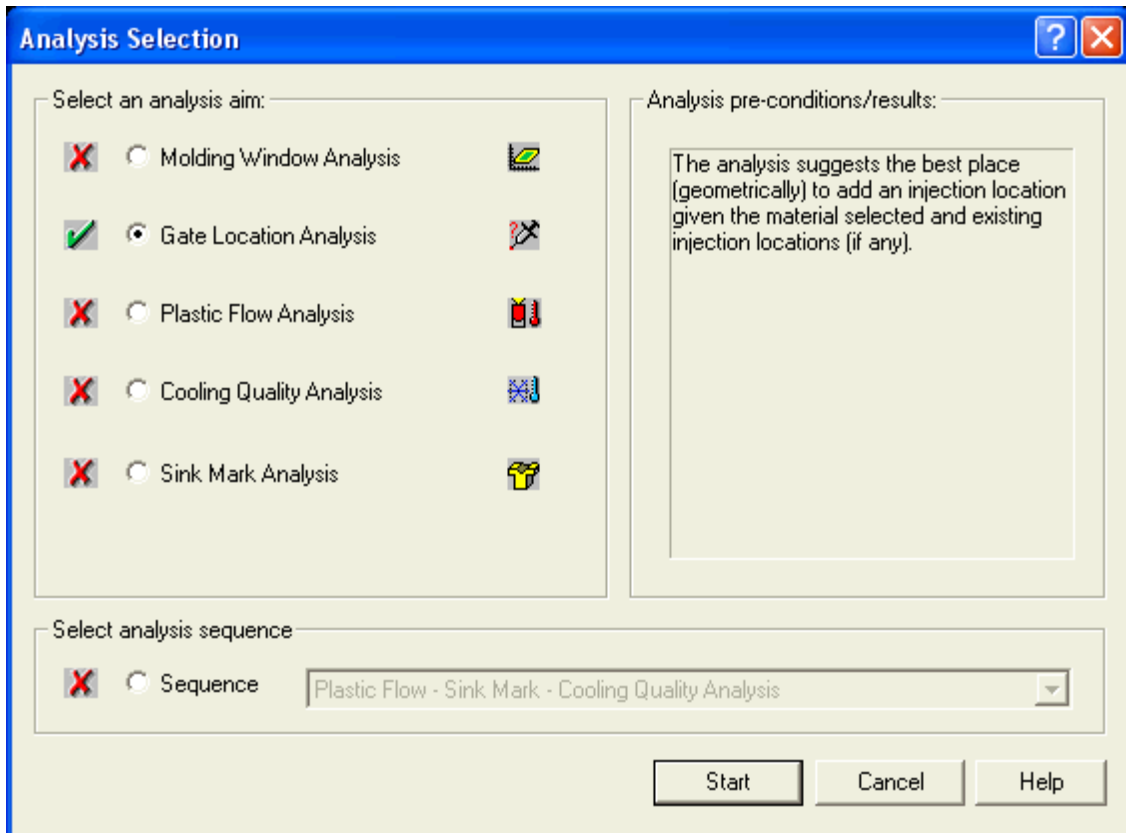 Analysis Selection
Select an analysis aim:
Molding Window Analysis
Gate Location Analysis
Plastic Flow Analysis
Cooling Quality Analysis
Sink Mark Analysis
Analysis pre-conditions/results:
The analysis suggests the best place
(geometrically) to add an injection location
given the material selected and existing
injection locations (if any).
Select analysis sequence
Sequence
Plastic Flow - Sink Mark - Cooling Quality Analysis
Start
Cancel
Help